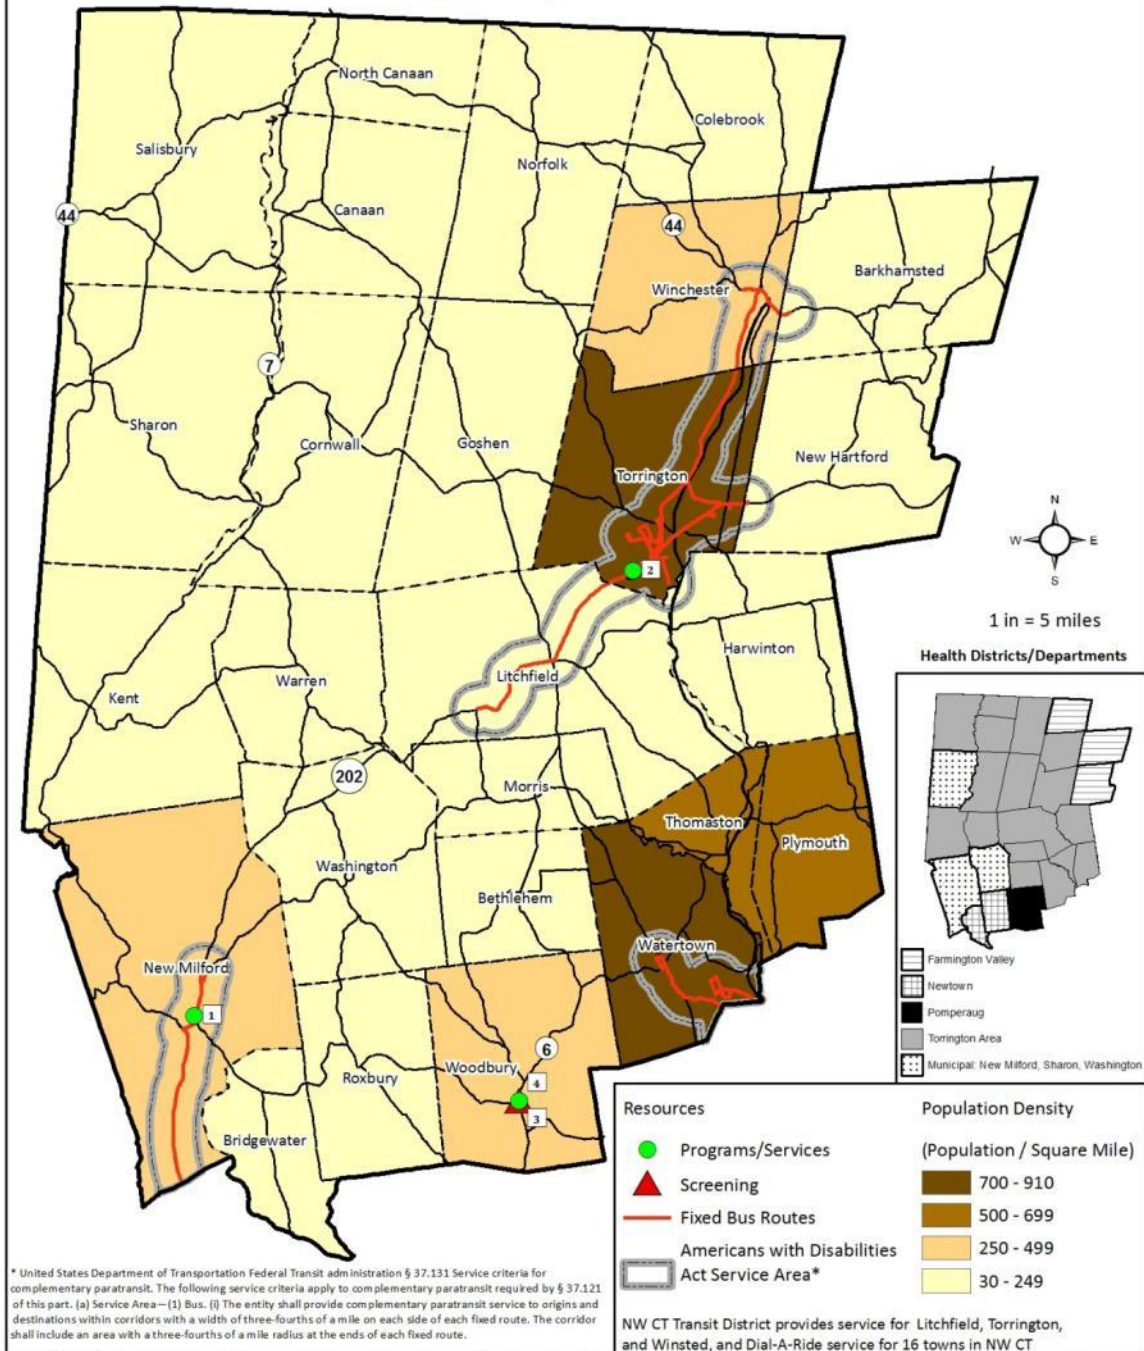 North Canaan
Colebrook
Salisbury
Norfolk
Canaan
44
44
Barkhamsted
Winchester
7
Sharon
Cornwall
Goshen
New Hartford
Torrington
N
W E
S
2
1 in = 5 miles
Harwinton
Health Districts/Departments
Litchfield
Warren
Kent
202
Morris
Thomaston
Plymouth
Washington
Bethlehem
Watertown
New Milford
Farmington Valley
Newtown
Pomperaug
Torrington Area
Municipal: New Milford, Sharon, Washington
1
6
Woodbury
Roxbury
4
3
Bridgewater
Resources
Programs/Services
Screening
Fixed Bus Routes
Americans with Disabilities
Act Service Area*
Population Density
(Population / Square Mile)
700 - 910
500 - 699
250 - 499
30 - 249
NW CT Transit District provides service for Litchfield, Torrington,
and Winsted, and Dial-A-Ride service for 16 towns in NW CT
* United States Department of Transportation Federal Transit administration § 37.131 Service criteria for
complementary paratransit. The following service criteria apply to complementary paratransit required by § 37.121
of this part. (a) Service Area—(1) Bus. (i) The entity shall provide complementary paratransit service to origins and
destinations within corridors with a width of three-fourths of a mile on each side of each fixed route. The corridor
shall include an area with a three-fourths of a mile radius at the ends of each fixed route.